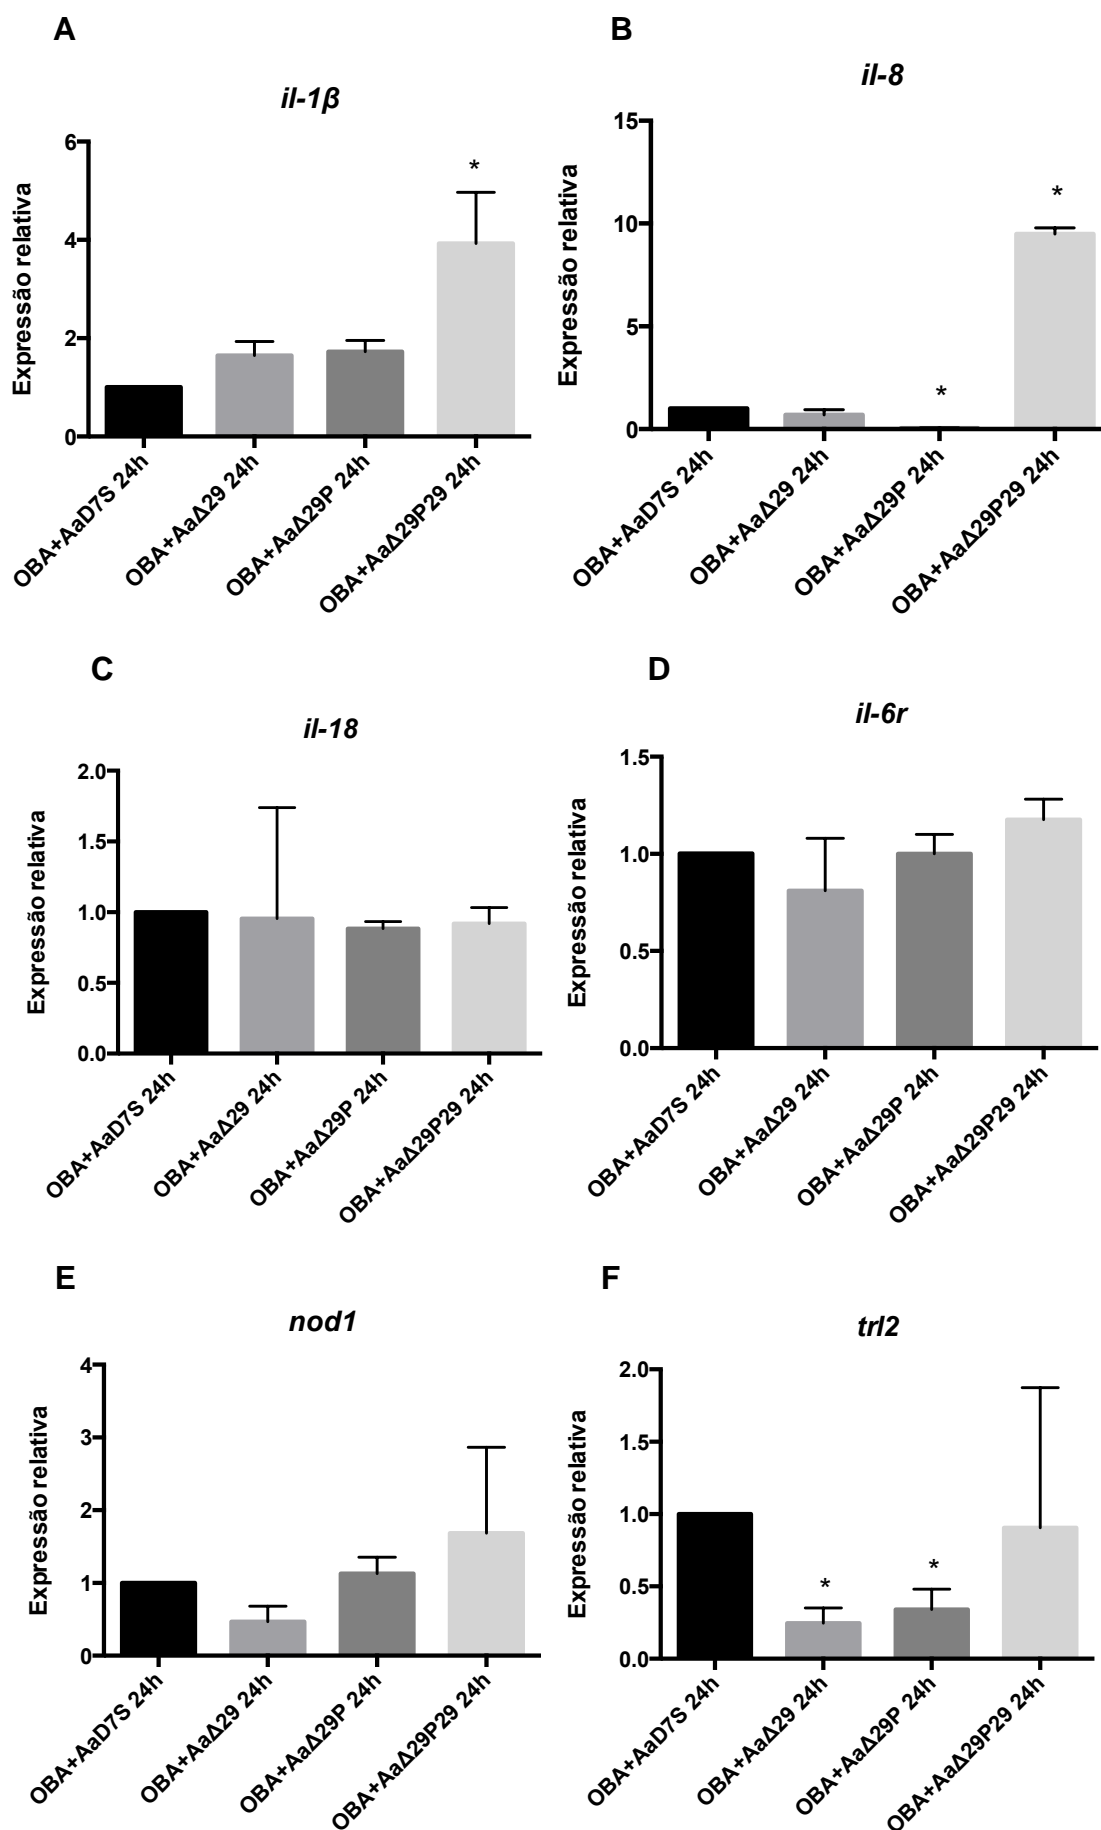 A
B
il-1β
il-8
Expressão relativa
6
4
2
0
*
OBA+AaD7S 24h
OBA+AaΔ29 24h
OBA+AaΔ29P 24h
OBA+AaΔ29P29 24h
Expressão relativa
15
10
5
0
*
*
OBA+AaD7S 24h
OBA+AaΔ29 24h
OBA+AaΔ29P 24h
OBA+AaΔ29P29 24h
C
D
il-18
il-6r
Expressão relativa
2.0
1.5
1.0
0.5
0.0
OBA+AaD7S 24h
OBA+AaΔ29 24h
OBA+AaΔ29P 24h
OBA+AaΔ29P29 24h
Expressão relativa
1.5
1.0
0.5
0.0
OBA+AaD7S 24h
OBA+AaΔ29 24h
OBA+AaΔ29P 24h
OBA+AaΔ29P29 24h
E
F
nod1
trl2
Expressão relativa
4
3
2
1
0
OBA+AaD7S 24h
OBA+AaΔ29 24h
OBA+AaΔ29P 24h
OBA+AaΔ29P29 24h
Expressão relativa
2.0
1.5
1.0
0.5
0.0
*
*
OBA+AaD7S 24h
OBA+AaΔ29 24h
OBA+AaΔ29P 24h
OBA+AaΔ29P29 24h